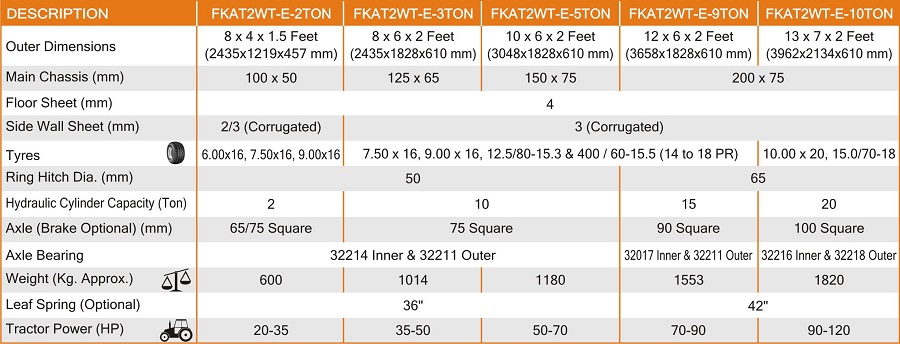 DESCRIPTION FKAT2WT-E-2TON FKAT2WT-E-3TON FKAT2WT-E-5TON FKAT2WT-E-9TON FKAT2WT-E-10TON
Outer Dimensions 8 x 4 x 1.5 Feet 8 x 6 x 2 Feet 10 x 6 x 2 Feet 12 x 6 x 2 Feet 13 x 7 x 2 Feet
(2435x1219x457 mm) (2435x1828x610 mm) (3048x1828x610 mm) (3658x1828x610 mm) (3962x2134x610 mm)
Main Chassis (mm) 100 x 50 125 x 65 150 x 75 200 x 75
Floor Sheet (mm) 4
Side Wall Sheet (mm) 2/3 (Corrugated) 3 (Corrugated)
Tyres 6.00x16, 7.50x16, 9.00x16 7.50 x 16, 9.00 x 16, 12.5/80-15.3 & 400 / 60-15.5 (14 to 18 PR) 10.00 x 20, 15.0/70-18
Ring Hitch Dia. (mm) 50 65
Hydraulic Cylinder Capacity (Ton) 2 10 15 20
Axle (Brake Optional) (mm) 65/75 Square 75 Square 90 Square 100 Square
Axle Bearing 32214 Inner & 32211 Outer 32017 Inner & 32211 Outer 32216 Inner & 32218 Outer
Weight (Kg. Approx.) 600 1014 1180 1553 1820
Leaf Spring (Optional) 36" 42"
Tractor Power (HP) 20-35 35-50 50-70 70-90 90-120